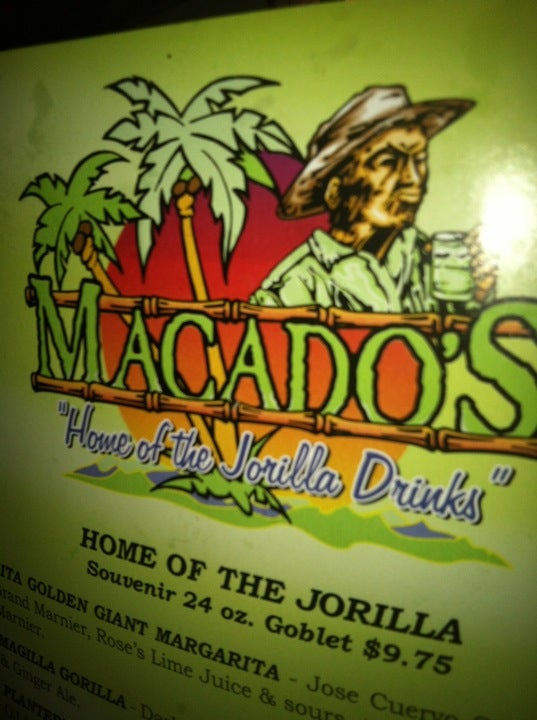 MACADO'S
"Home of the Jorilla Drinks"
HOME OF THE JORILLA
Souvenir 24 oz. Goblet $9.75
GOLDEN GIANT MARGARITA - Jose Cuervo
Grand Marnier, Rose's Lime Juice & sours
Marnier.
MAGILLA GORILLA -
& Ginger Ale.